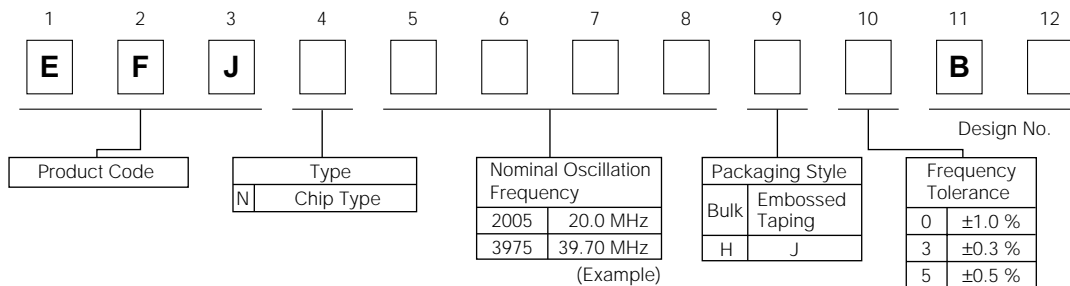 1 2 3 4 5 6 7 8 9 10 11 12
E F J B
Design No.
Product Code
Type
N Chip Type
Nominal Oscillation
Frequency
2005 20.0 MHz
3975 39.70 MHz
(Example)
Packaging Style
Bulk Embossed
Taping
H J
Frequency
Tolerance
0 ±1.0 %
3 ±0.3 %
5 ±0.5 %